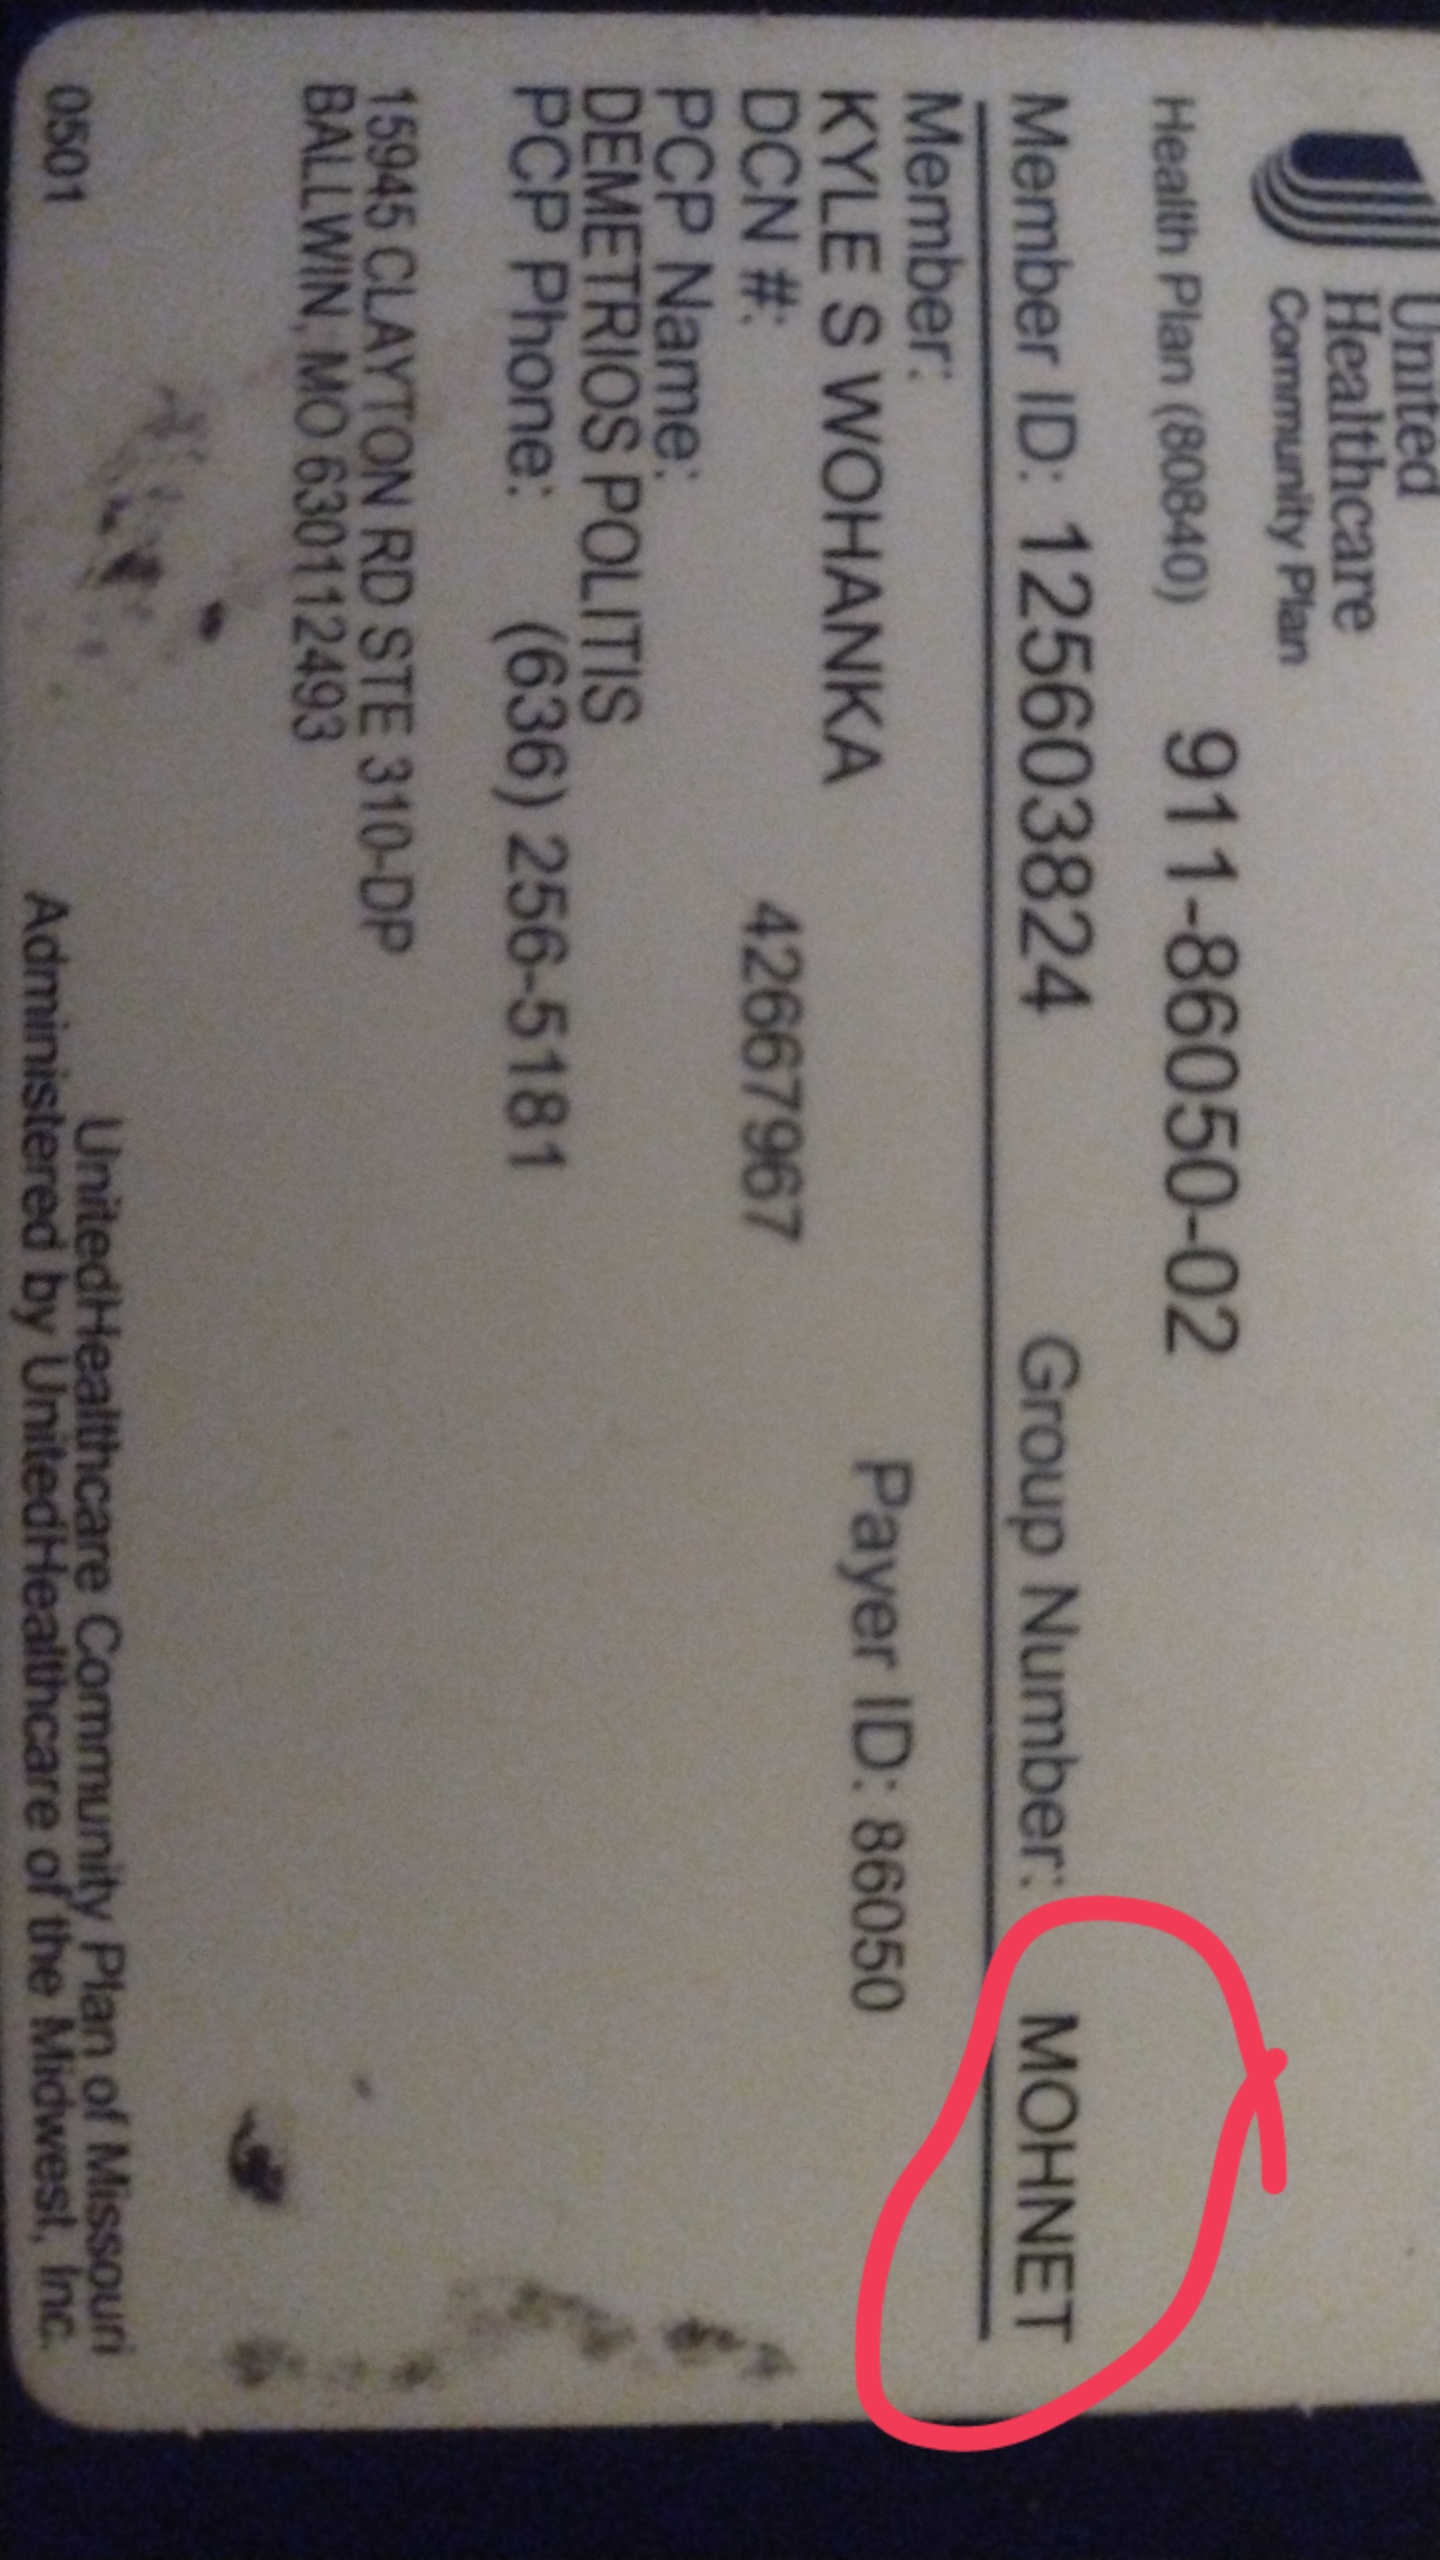 United
Healthcare
Community Plan
Health Plan (80840) 911-86050-02
Member ID: 125603824 Group Number: MOHNET
Member:
KYLE S WOHANKA Payer ID: 86050
DCN #: 42667967
PCP Name:
DEMETRIOS POLITIS
PCP Phone: (636) 256-5181
15945 CLAYTON RD STE 310-DP
BALLWIN, MO 630112493
0501
UnitedHealthcare Community Plan of Missouri
Administered by UnitedHealthcare of the Midwest, Inc.